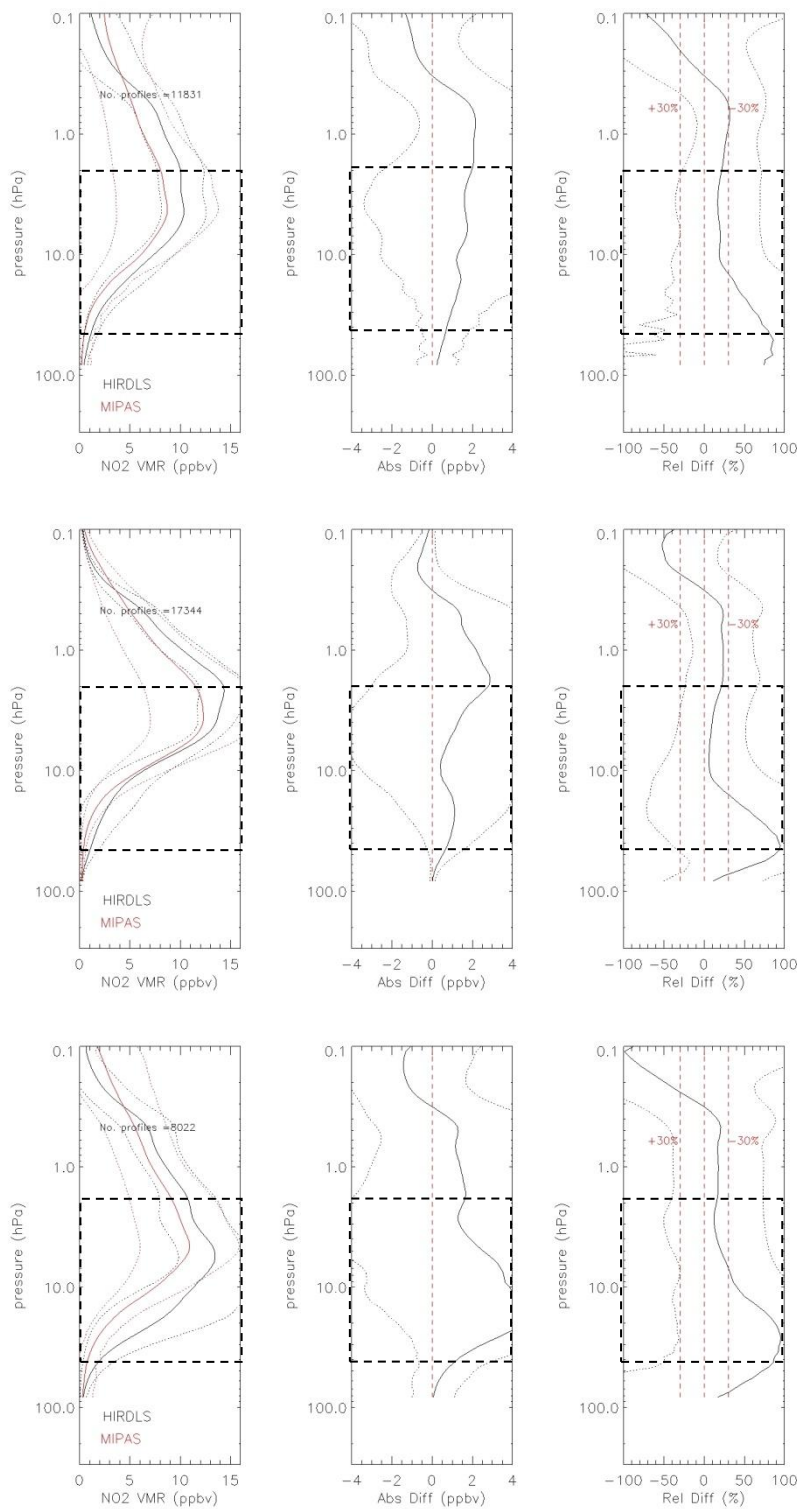 0.1 0.1 0.1
No. profiles =11831
+30% −30%
1.0 1.0 1.0
pressure (hPa) pressure (hPa) pressure (hPa)
10.0 10.0 10.0
100.0 100.0 100.0
HIRDLS
MIPAS
0 5 10 15 −4 −2 0 2 4 −100 −50 0 50 100
NO2 VMR (ppbv) Abs Diff (ppbv) Rel Diff (%)
0.1 0.1 0.1
No. profiles =17344
+30% −30%
1.0 1.0 1.0
pressure (hPa) pressure (hPa) pressure (hPa)
10.0 10.0 10.0
100.0 100.0 100.0
HIRDLS
MIPAS
0 5 10 15 −4 −2 0 2 4 −100 −50 0 50 100
NO2 VMR (ppbv) Abs Diff (ppbv) Rel Diff (%)
0.1 0.1 0.1
No. profiles =8022
+30% −30%
1.0 1.0 1.0
pressure (hPa) pressure (hPa) pressure (hPa)
10.0 10.0 10.0
100.0 100.0 100.0
HIRDLS
MIPAS
0 5 10 15 −4 −2 0 2 4 −100 −50 0 50 100
NO2 VMR (ppbv) Abs Diff (ppbv) Rel Diff (%)